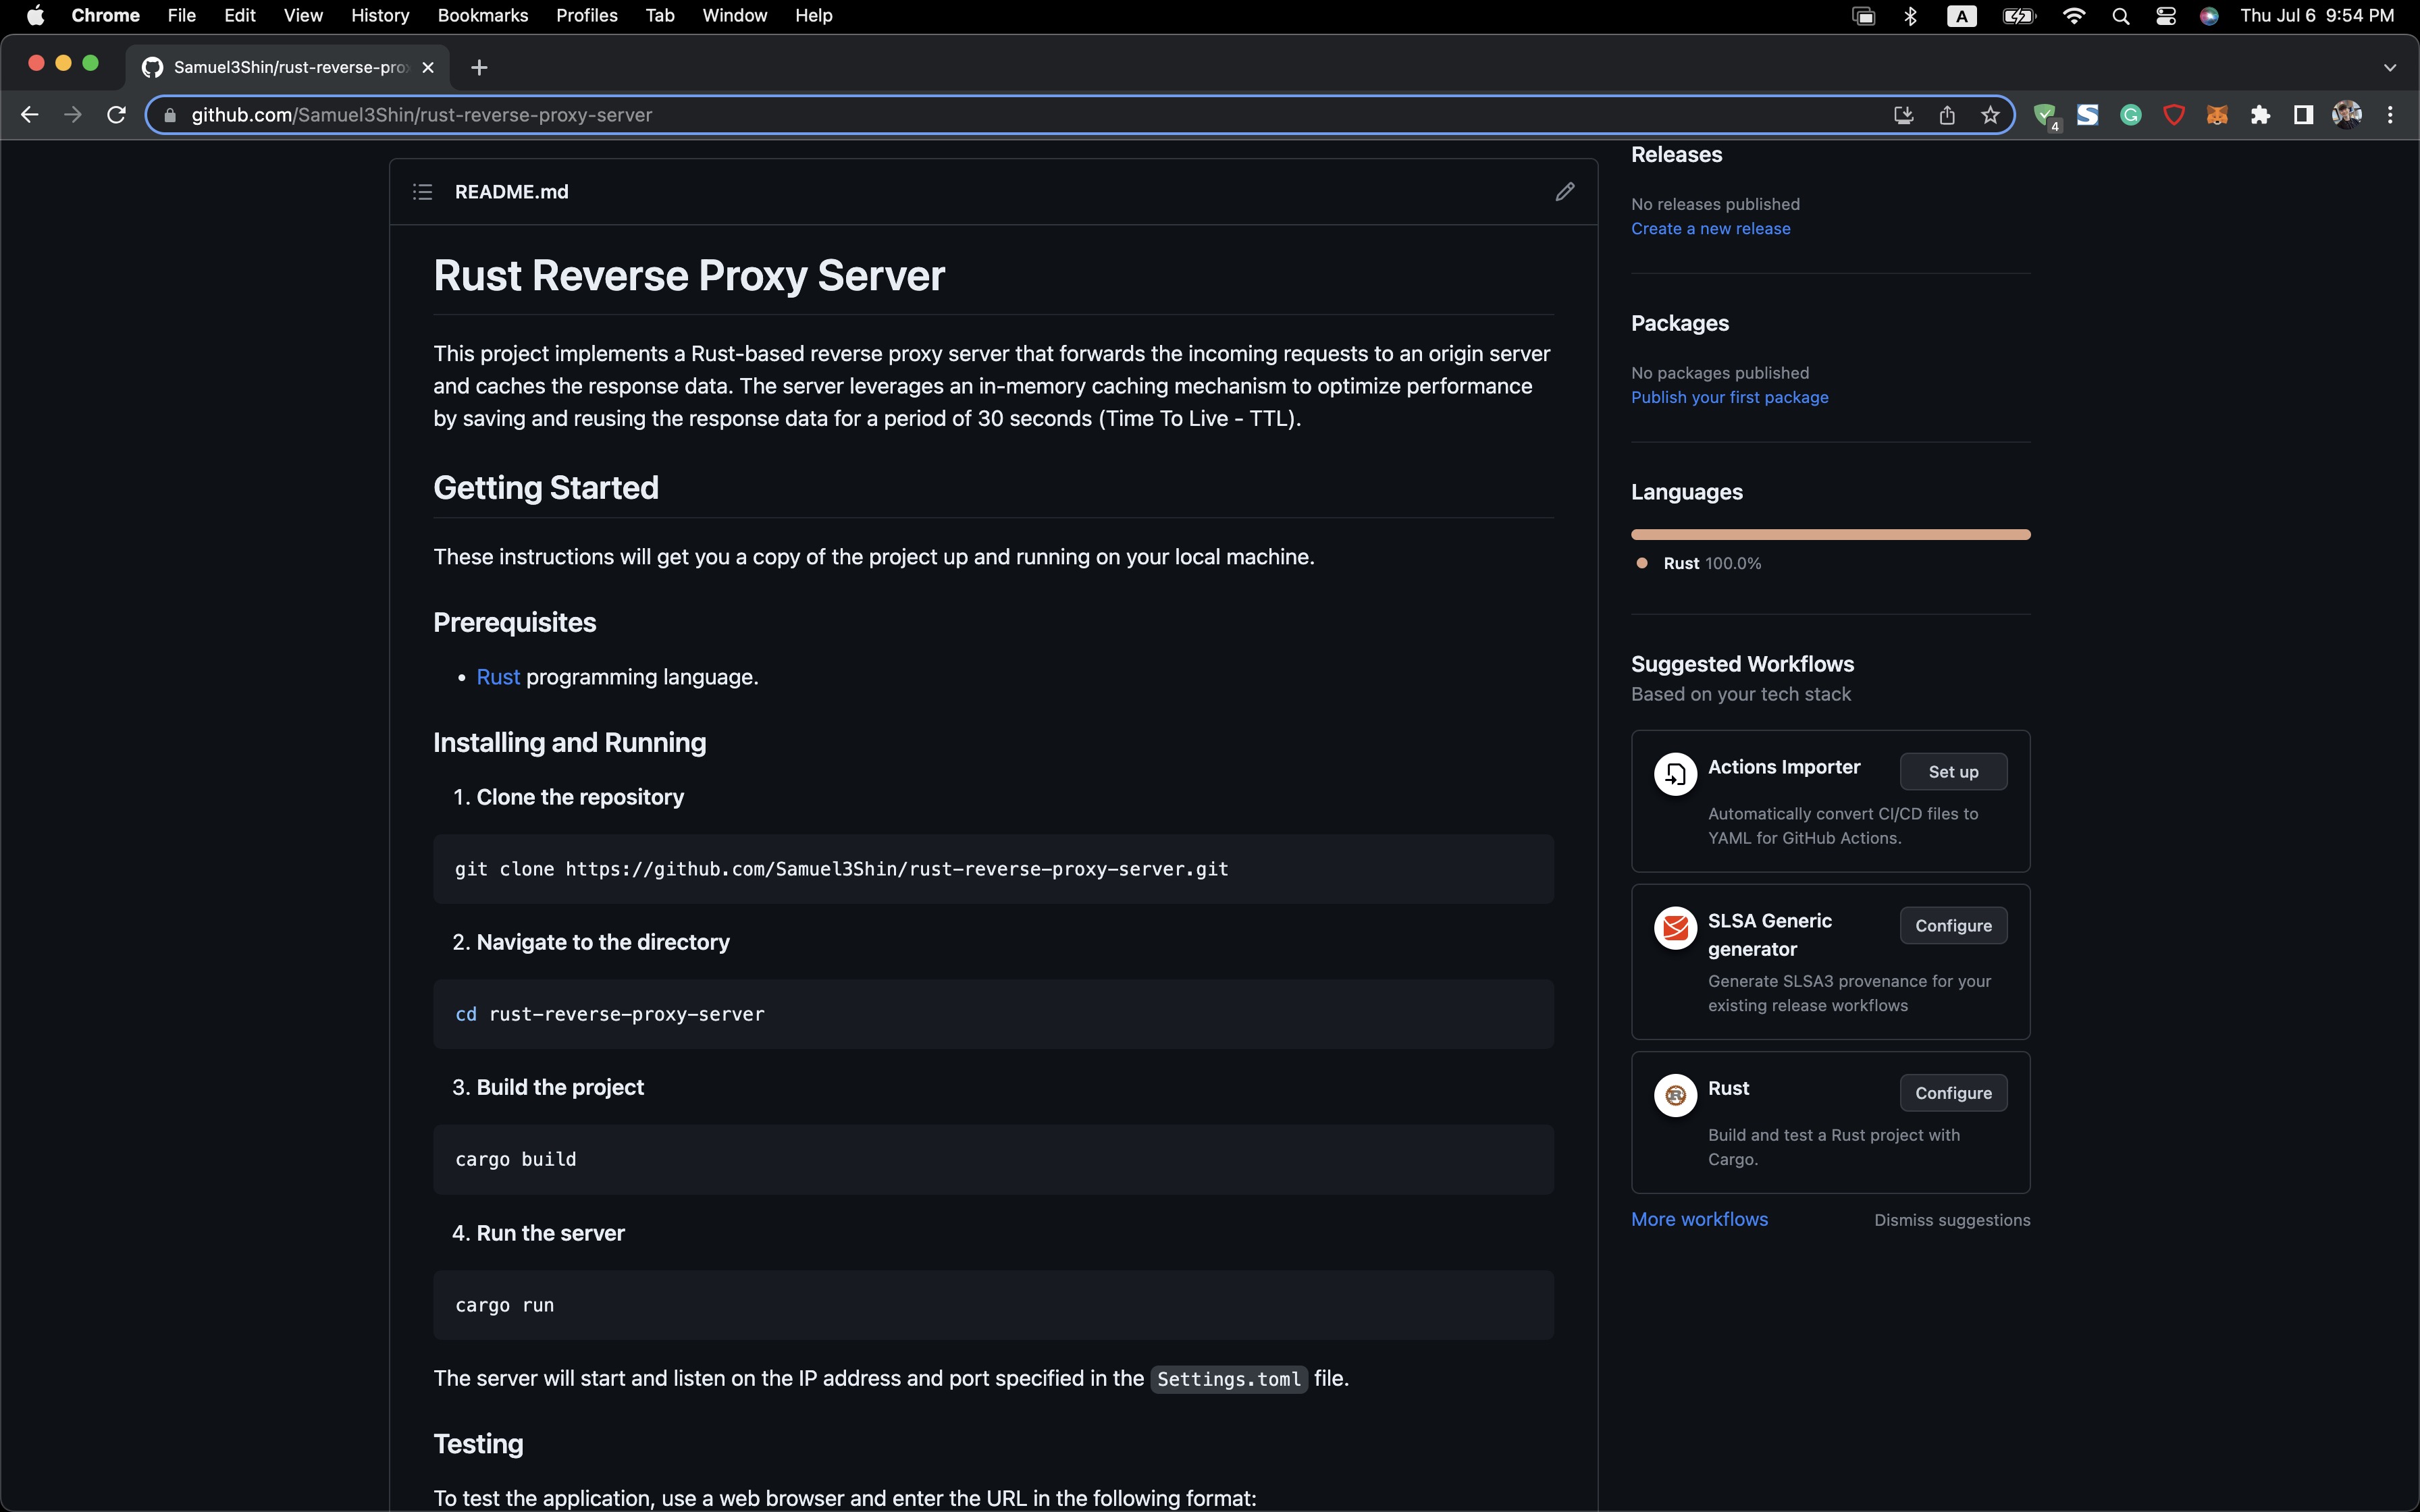 Chrome File Edit View History Bookmarks Profiles Tab Window Help
A
Thu Jul 6 9:54 PM
Samuel3Shin/rust-reverse-pro
github.com/Samuel3Shin/rust-reverse-proxy-server
4
README.md
Rust Reverse Proxy Server
This project implements a Rust-based reverse proxy server that forwards the incoming requests to an origin server
and caches the response data. The server leverages an in-memory caching mechanism to optimize performance
by saving and reusing the response data for a period of 30 seconds (Time To Live - TTL).
Getting Started
These instructions will get you a copy of the project up and running on your local machine.
Prerequisites
• Rust programming language.
Installing and Running
1. Clone the repository
git clone https://github.com/Samuel3Shin/rust-reverse-proxy-server.git
2. Navigate to the directory
cd rust-reverse-proxy-server
3. Build the project
cargo build
4. Run the server
cargo run
The server will start and listen on the IP address and port specified in the Settings.toml file.
Testing
To test the application, use a web browser and enter the URL in the following format:
Releases
No releases published
Create a new release
Packages
No packages published
Publish your first package
Languages
Rust 100.0%
Suggested Workflows
Based on your tech stack
Actions Importer
Set up
Automatically convert CI/CD files to
YAML for GitHub Actions.
SLSA Generic
generator
Configure
Generate SLSA3 provenance for your
existing release workflows
Rust
Configure
Build and test a Rust project with
Cargo.
More workflows
Dismiss suggestions